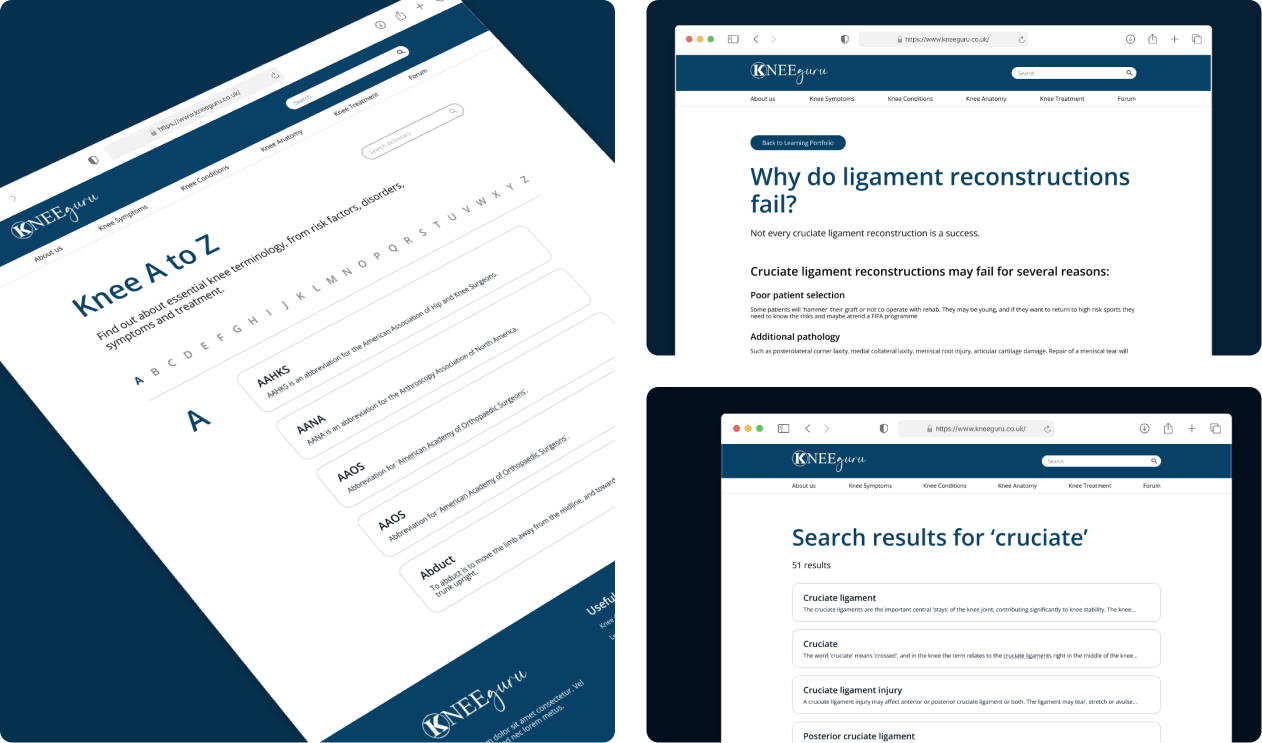 https://www.kneeguru.co.uk/
Search
KNEEguru
About us
Knee Symptoms
Knee Conditions
Knee Anatomy
Knee Treatment
Forum
Search dictionary
Knee A to Z
Find out about essential knee terminology, from risk factors, disorders,
symptoms and treatment.
A B C D E F G H I J K L M N O P Q R S T U V W X Y Z
A
AAHKS
AAHKS is an abbreviation for the American Association of Hip and Knee Surgeons.
AANA
AANA is an abbreviation for the Arthroscopy Association of North America.
AAOS
Abbreviation for 'American Academy of Orthopaedic Surgeons'.
AAOS
Abbreviation for 'American Academy of Orthopaedic Surgeons'.
Abduct
To abduct is to move the limb away from the midline, and toward
trunk upright.
Useful
Knee
KNEEguru
dolor sit amet consectetur. Vel
nec lorem metus.
https://www.kneeguru.co.uk/
KNEEguru
Search
About us Knee Symptoms Knee Conditions Knee Anatomy Knee Treatment Forum
Back to Learning Portfolio
Why do ligament reconstructions
fail?
Not every cruciate ligament reconstruction is a success.
Cruciate ligament reconstructions may fail for several reasons:
Poor patient selection
Some patients will 'hammer' their graft or not co-operate with rehab. They may be young, and if they want to return to high risk sports they
need to know the risks and maybe attend a FIFA programme
Additional pathology
Such as posterolateral corner laxity, medial collateral laxity, meniscal root injury, articular cartilage damage. Repair of a meniscal tear will
https://www.kneeguru.co.uk/
KNEEguru
Search
About us Knee Symptoms Knee Conditions Knee Anatomy Knee Treatment Forum
Search results for ‘cruciate’
51 results
Cruciate ligament
The cruciate ligaments are the important central 'stays' of the knee joint, contributing significantly to knee stability. The knee...
Cruciate
The word 'cruciate' means 'crossed', and in the knee the term relates to the cruciate ligaments right in the middle of the knee...
Cruciate ligament injury
A cruciate ligament injury may affect anterior or posterior cruciate ligament or both. The ligament may tear, stretch or avulse...
Posterior cruciate ligament